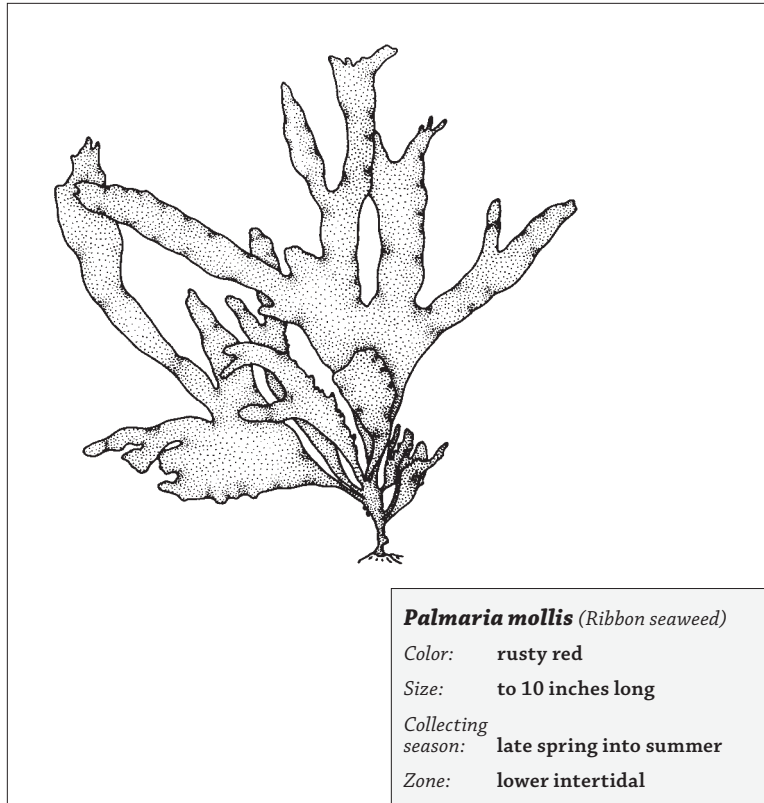 Palmaria mollis (Ribbon seaweed)
Color: rusty red
Size: to 10 inches long
Collecting
season: late spring into summer
Zone: lower intertidal